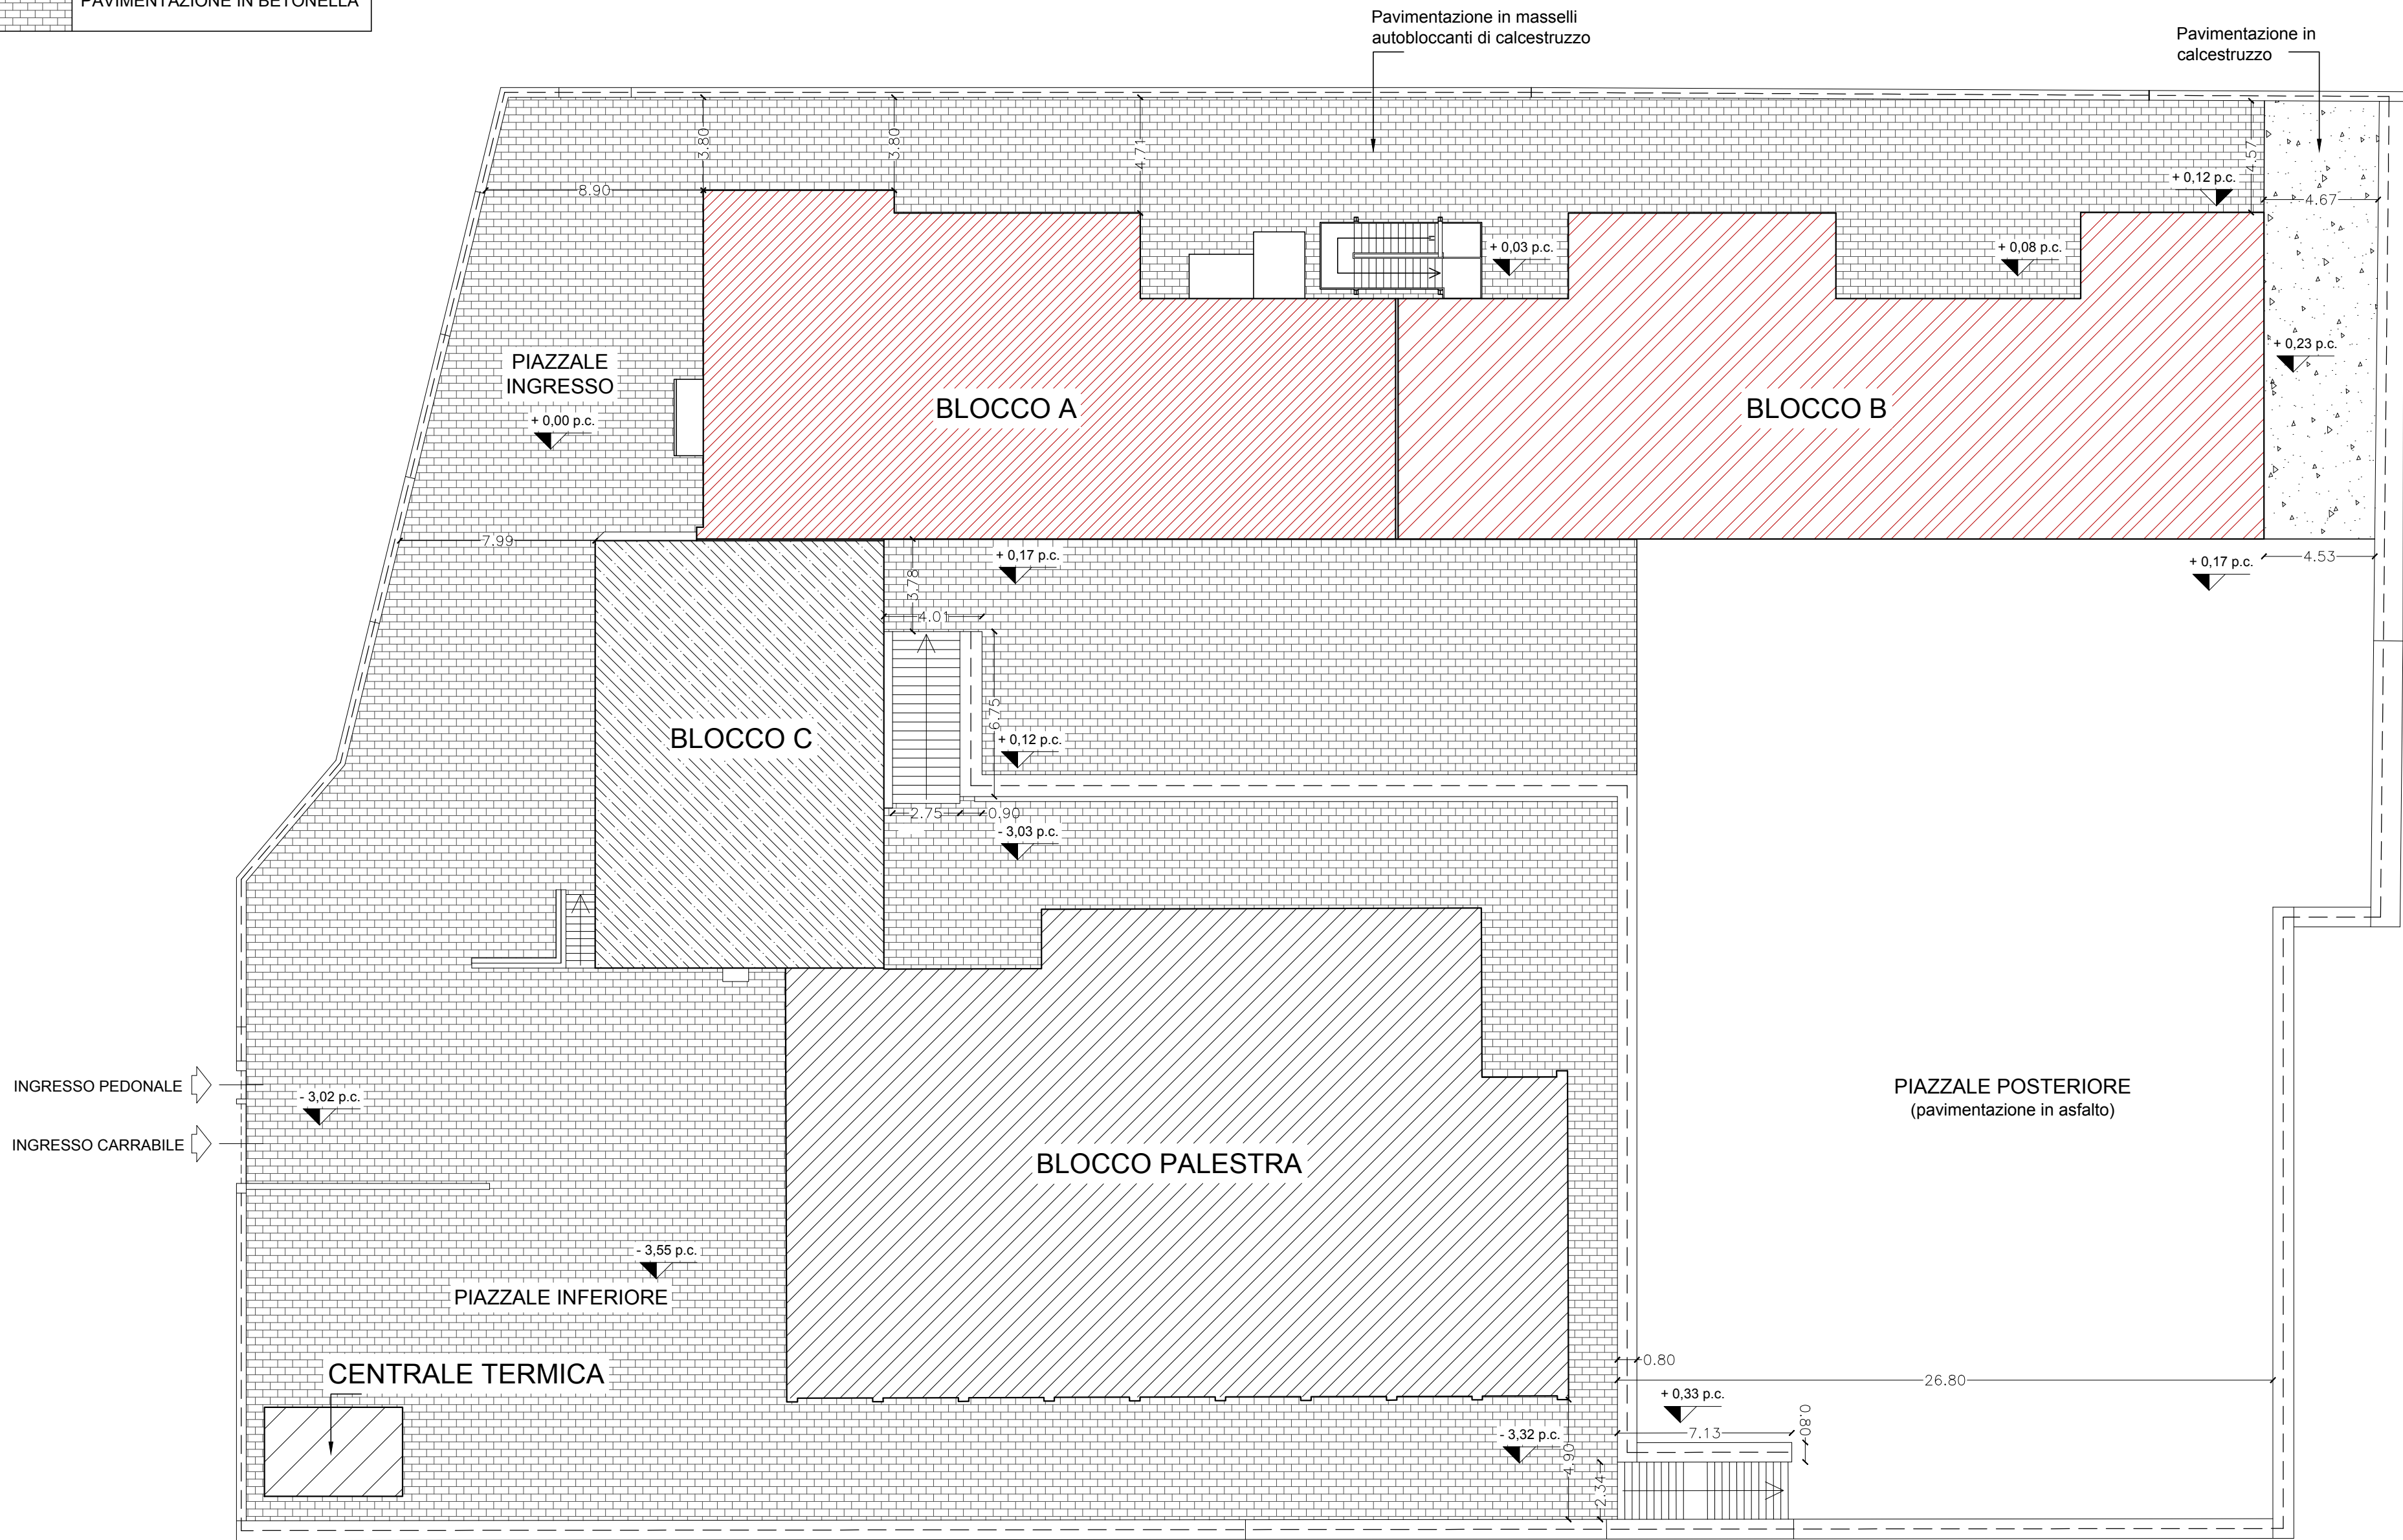 PAVIMENTAZIONE IN BETONELLA
Pavimentazione in masselli
autobloccanti di calcestruzzo
Pavimentazione in
calcestruzzo
3.80
3.80
4.71
4.57
+ 0,12 p.c.
8.90
4.67
+ 0,03 p.c.
+ 0,08 p.c.
+ 0,23 p.c.
PIAZZALE
INGRESSO
+ 0,00 p.c.
BLOCCO A
BLOCCO B
7.99
+ 0,17 p.c.
4.53
+ 0,17 p.c.
3.78
4.01
6.75
BLOCCO C
+ 0,12 p.c.
2.75
0.90
- 3,03 p.c.
INGRESSO PEDONALE
- 3,02 p.c.
PIAZZALE POSTERIORE
(pavimentazione in asfalto)
INGRESSO CARRABILE
BLOCCO PALESTRA
- 3,55 p.c.
PIAZZALE INFERIORE
0.80
CENTRALE TERMICA
26.80
+ 0,33 p.c.
0.80
7.13
- 3,32 p.c.
4.90
2.34